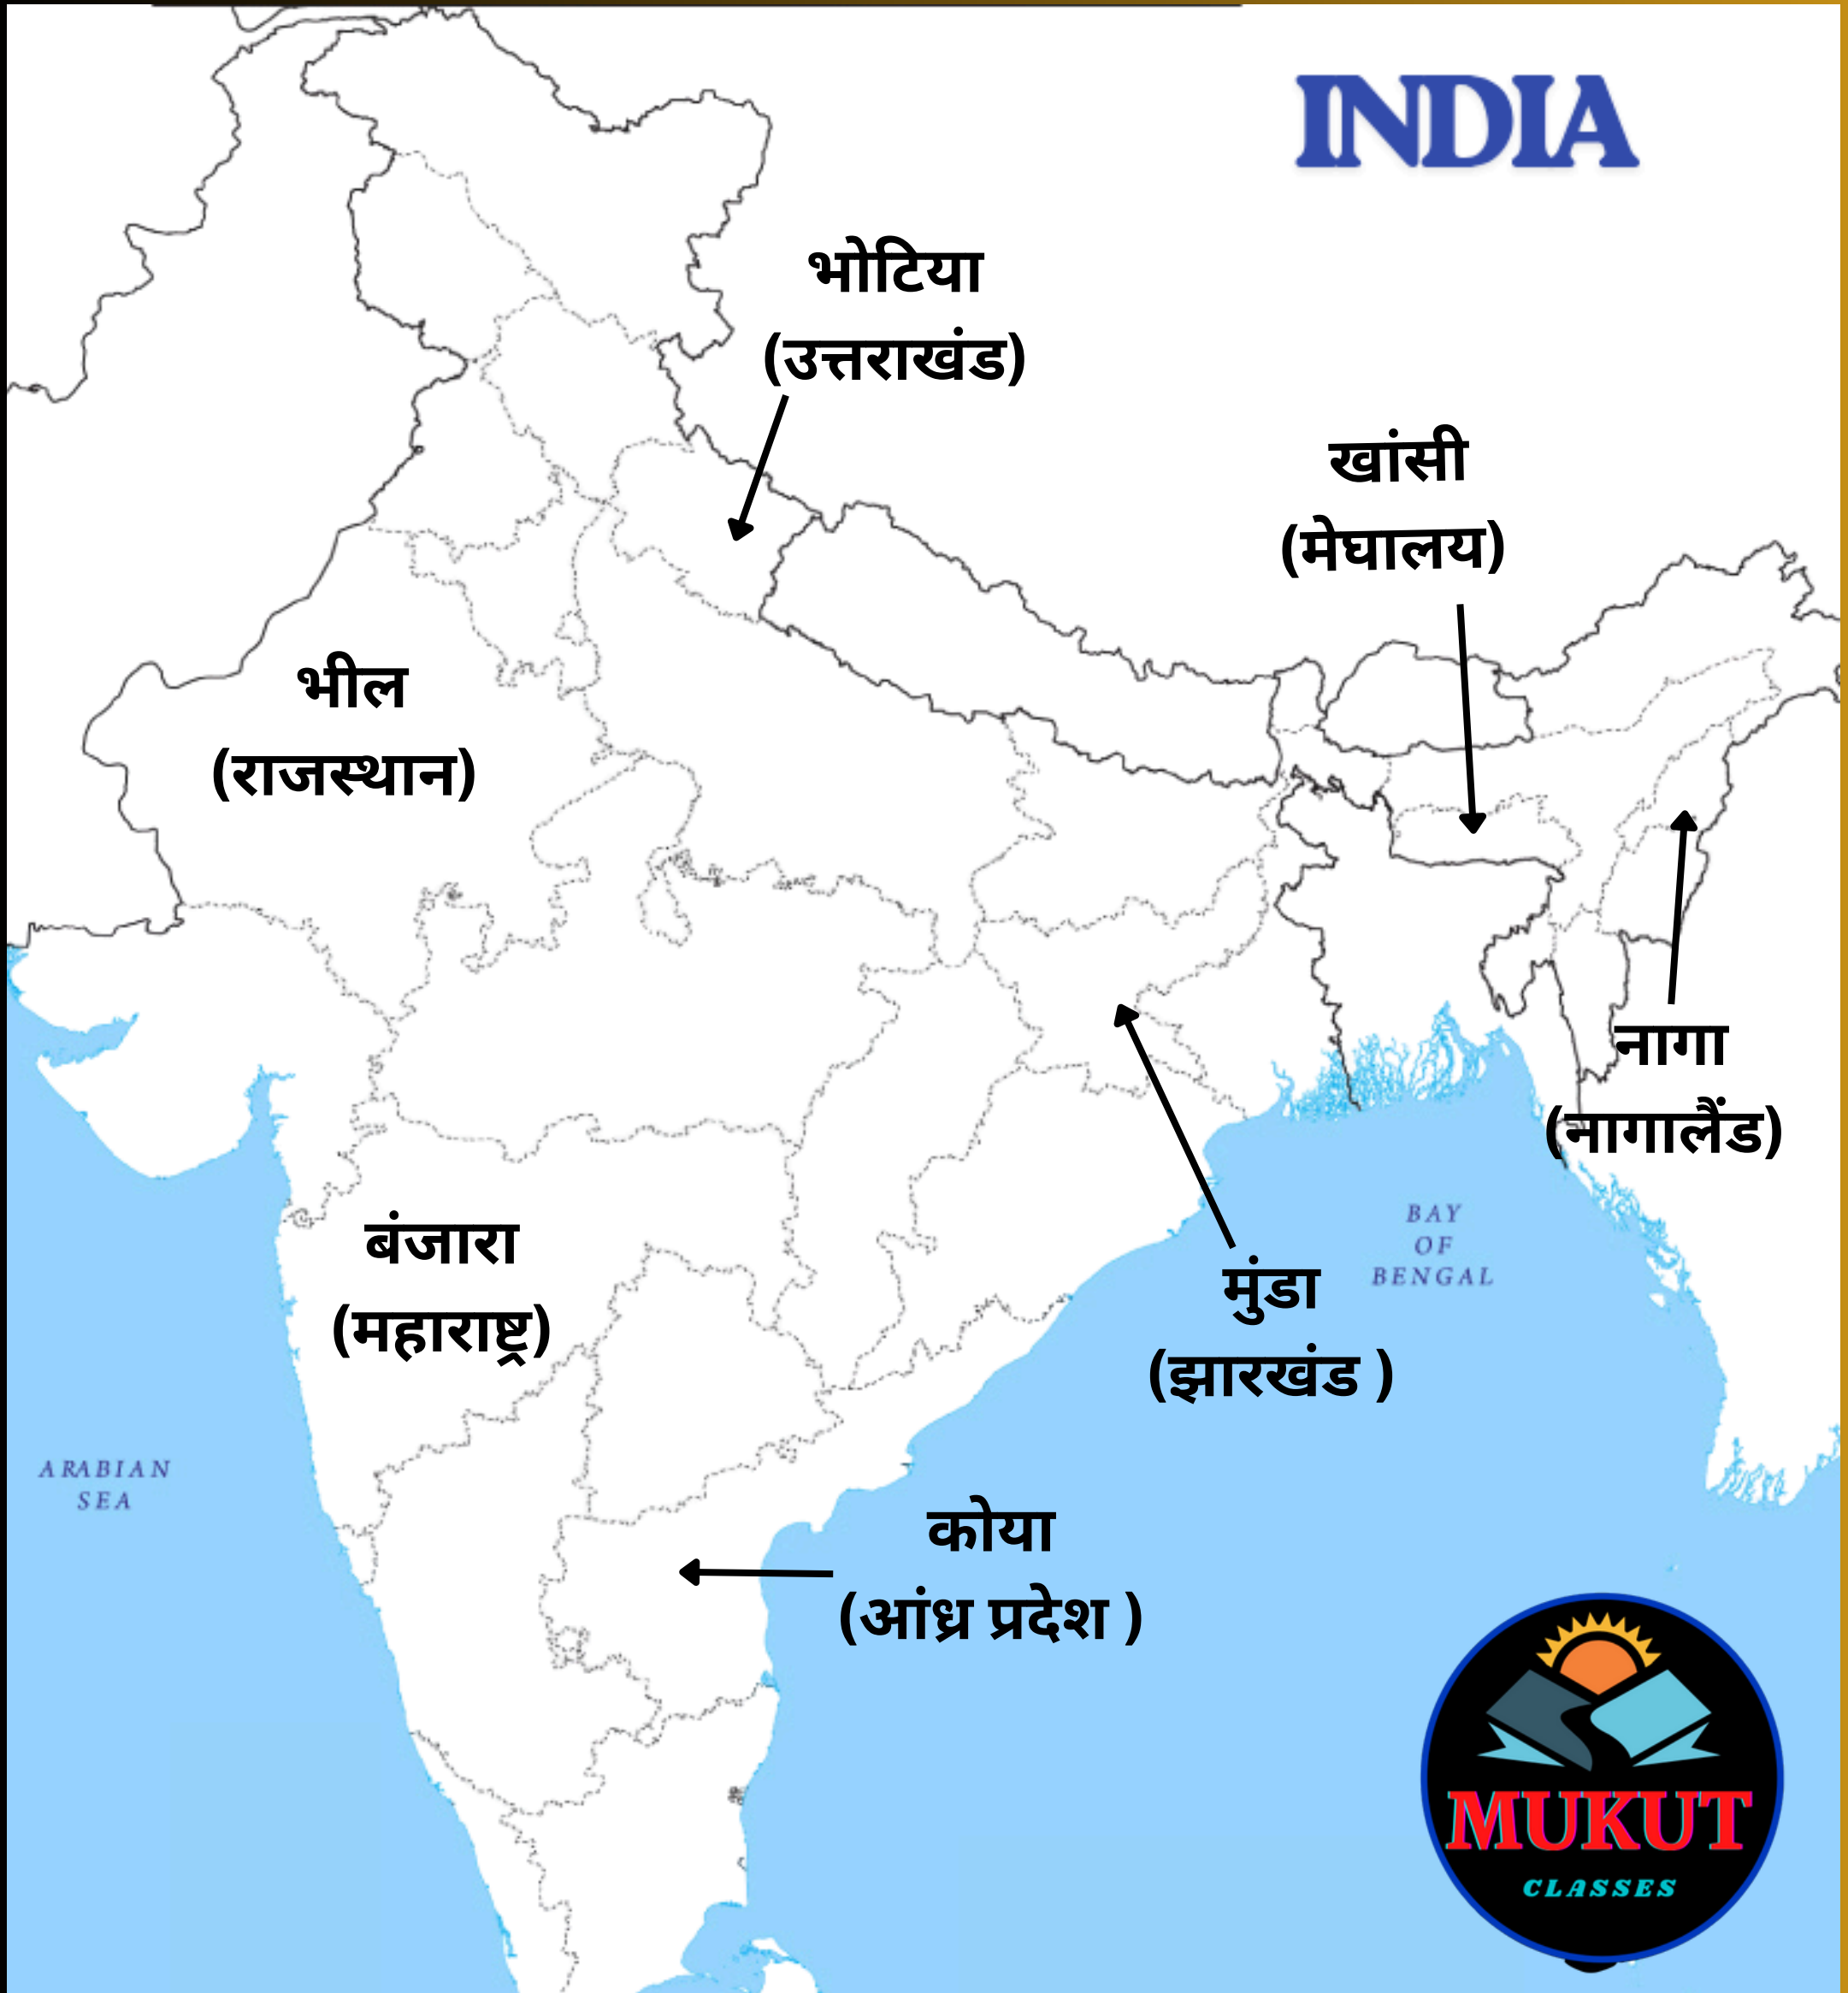 INDIA
भोटिया
(उत्तराखंड)
खांसी
(मेघालय)
भील
(राजस्थान)
नागा
(नागालैंड)
BAY
OF
BENGAL
बंजारा
(महाराष्ट्र)
मुंडा
(झारखंड )
ARABIAN
SEA
कोया
(आंध्र प्रदेश )
MUKUT
CLASSES